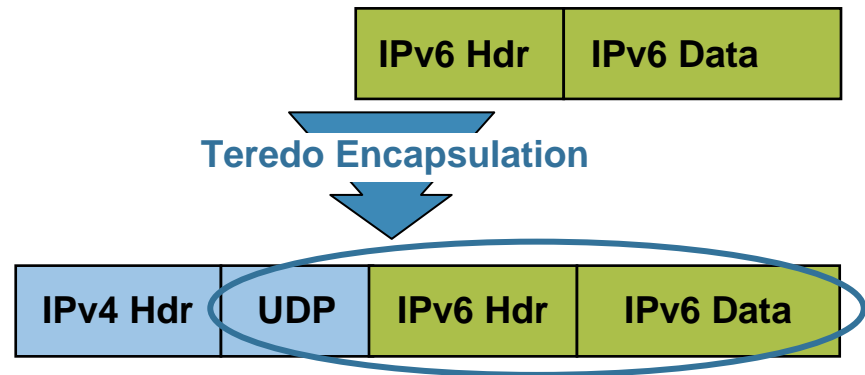 IPv6 Hdr IPv6 Data
Teredo Encapsulation
IPv4 Hdr UDP IPv6 Hdr IPv6 Data